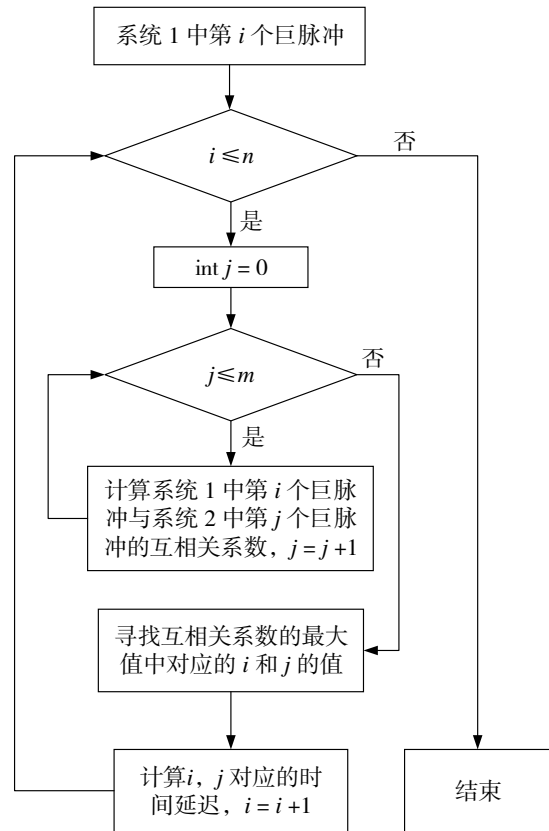 系统 1 中第 i 个巨脉冲
i ≤ n
否
是
int j = 0
j ≤ m
否
是
计算系统 1 中第 i 个巨脉
冲与系统 2 中第 j 个巨脉
冲的互相关系数，j = j +1
寻找互相关系数的最大
值中对应的 i 和 j 的值
计算i，j 对应的时
间延迟，i = i +1
结束